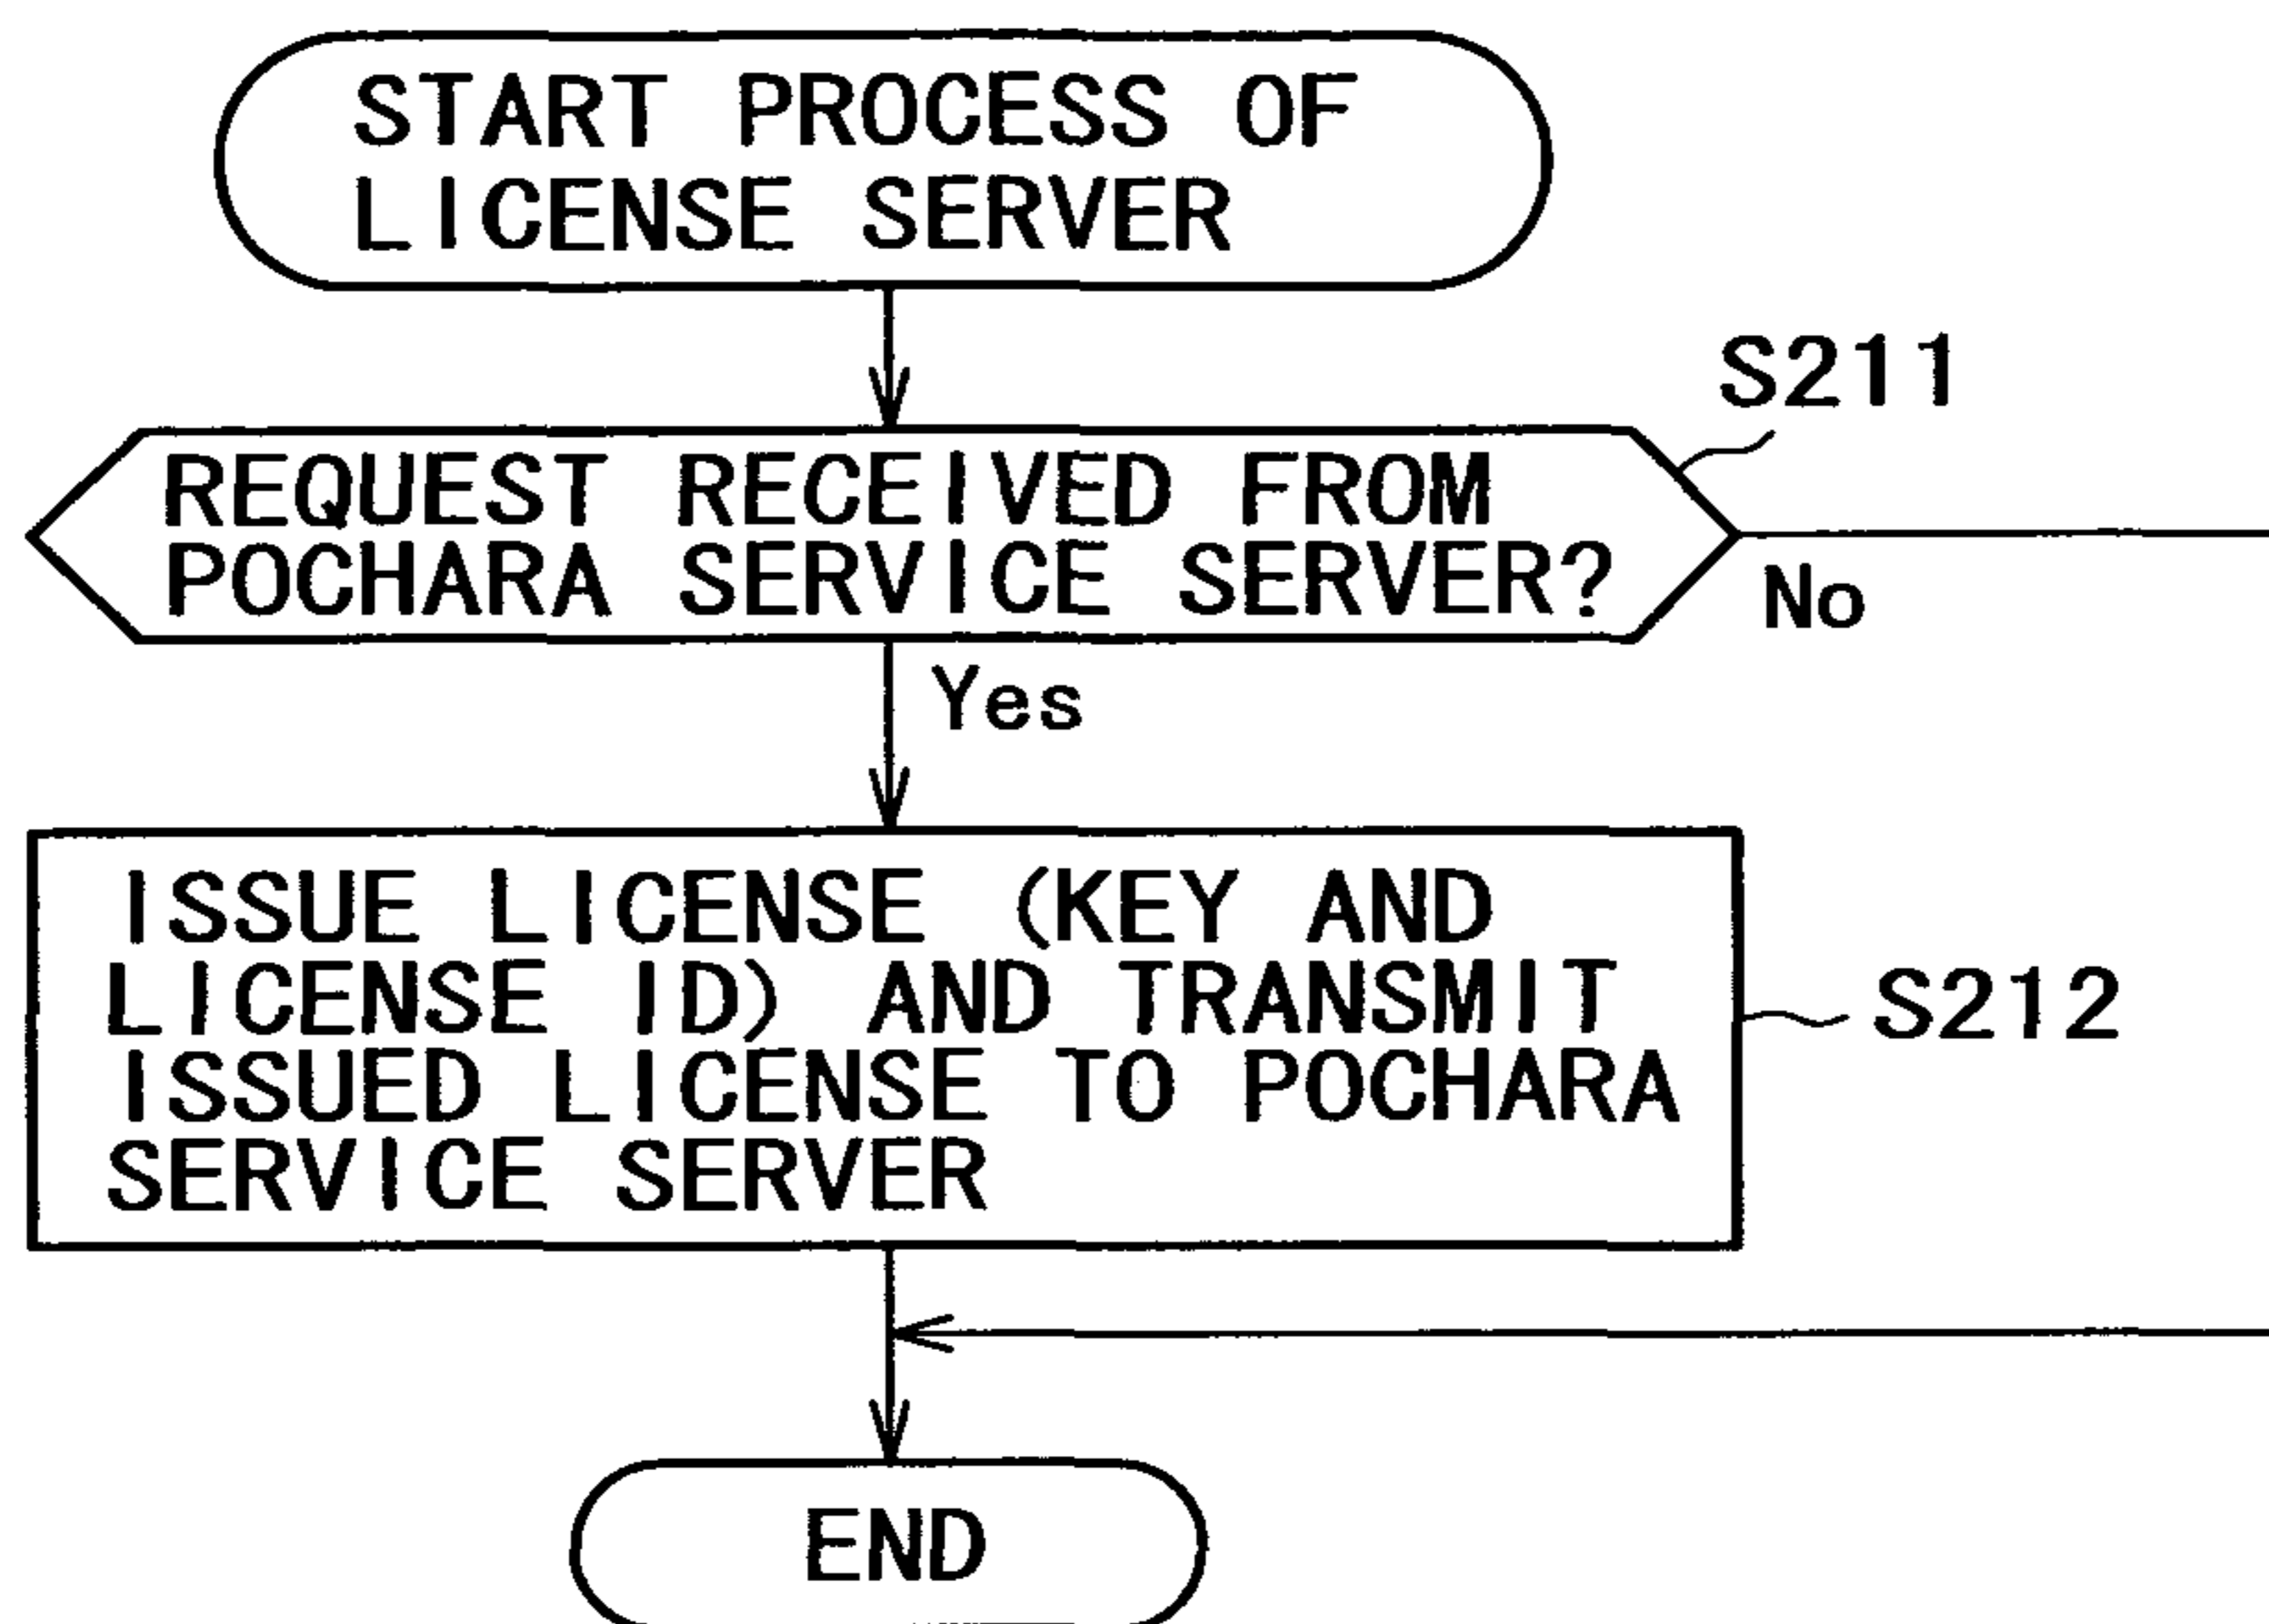 START PROCESS OF
LICENSE SERVER
S211
REQUEST RECEIVED FROM
POCHARA SERVICE SERVER?
No
Yes
ISSUE LICENSE (KEY AND
LICENSE ID) AND TRANSMIT
ISSUED LICENSE TO POCHARA
SERVICE SERVER
S212
END